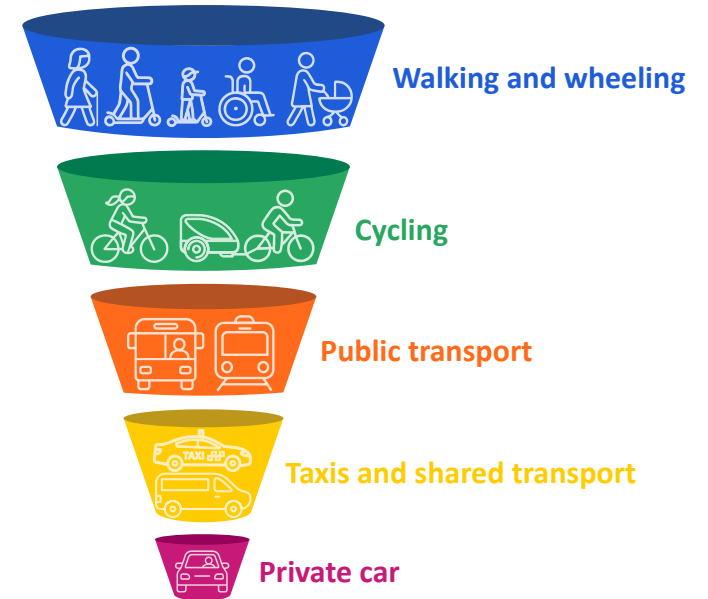 Walking and wheeling
Cycling
Public transport
TAXI
Taxis and shared transport
Private car